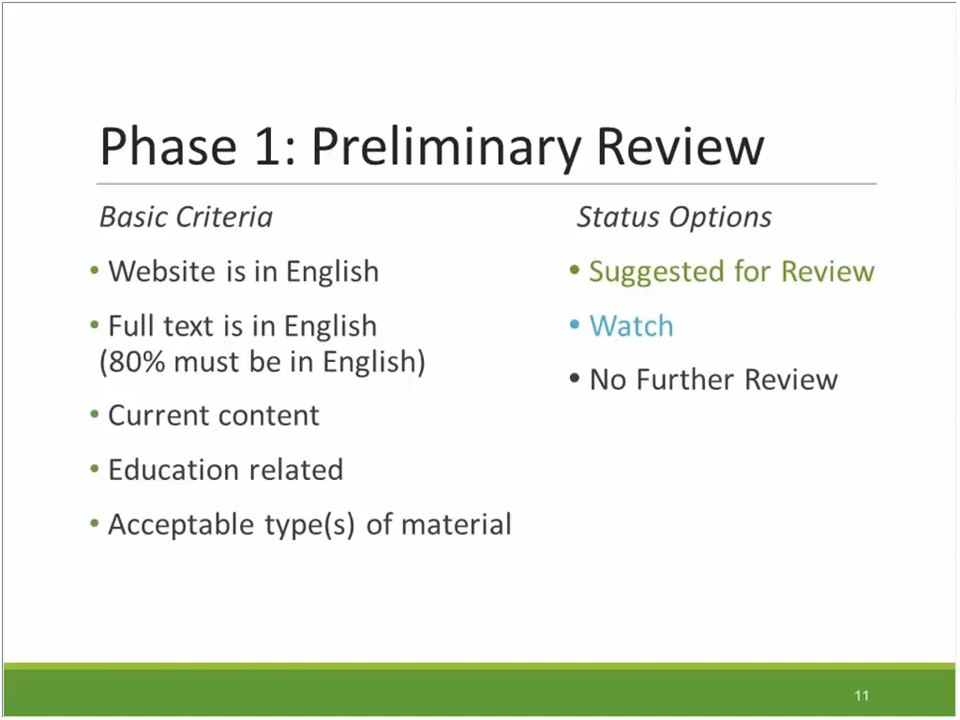 Phase 1: Preliminary Review
Basic Criteria
• Website is in English
• Full text is in English
(80% must be in English)
• Current content
• Education related
• Acceptable type(s) of material
Status Options
• Suggested for Review
• Watch
• No Further Review
11